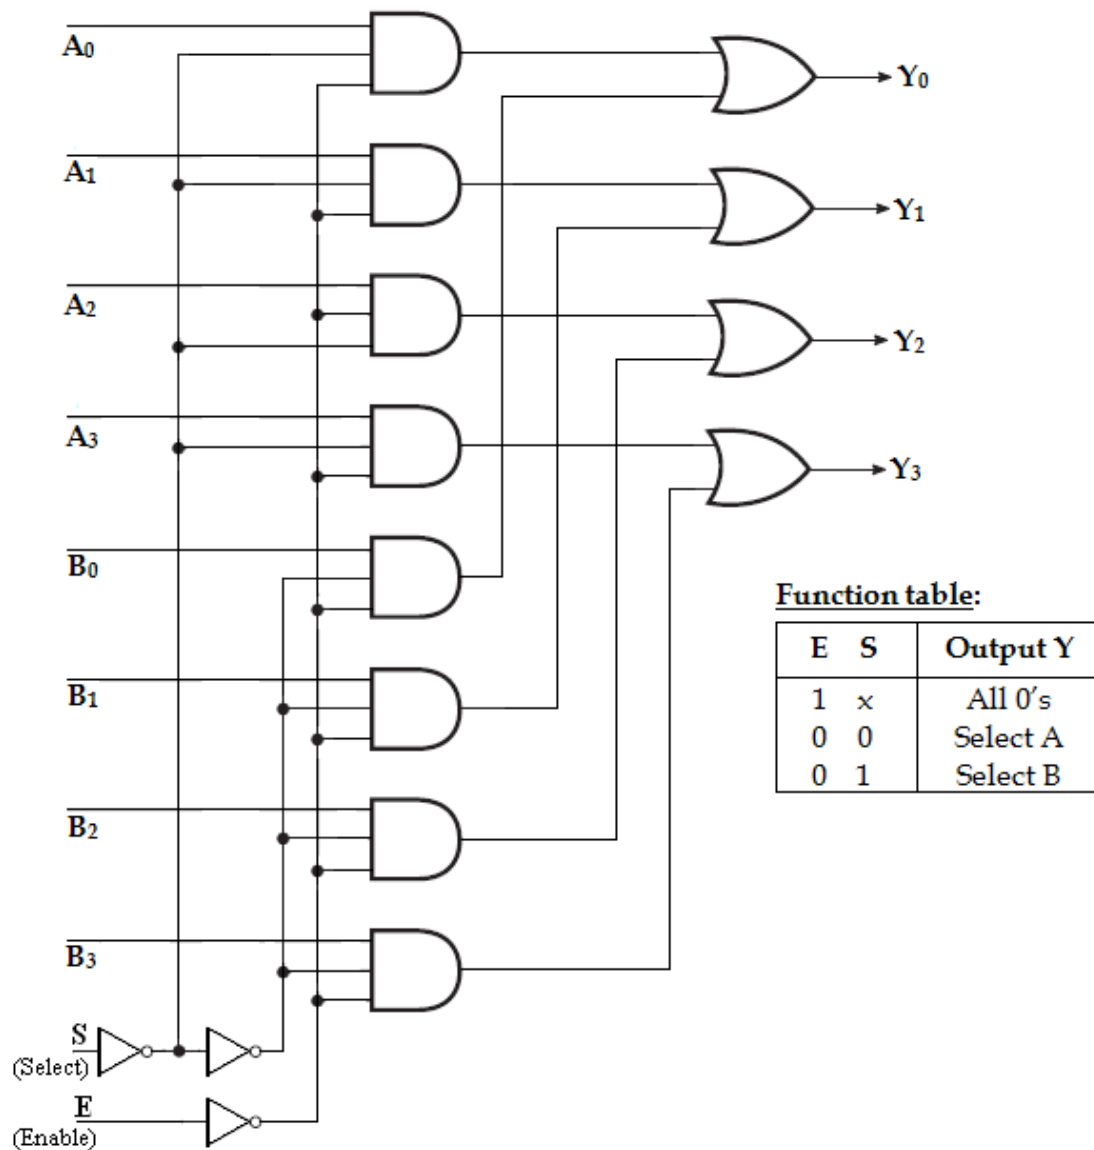 A0
Y0
A1
Y1
A2
Y2
A3
Y3
B0
Function table:
E S Output Y
1 x All 0's
0 0 Select A
0 1 Select B
B1
B2
B3
S
(Select)
E
(Enable)